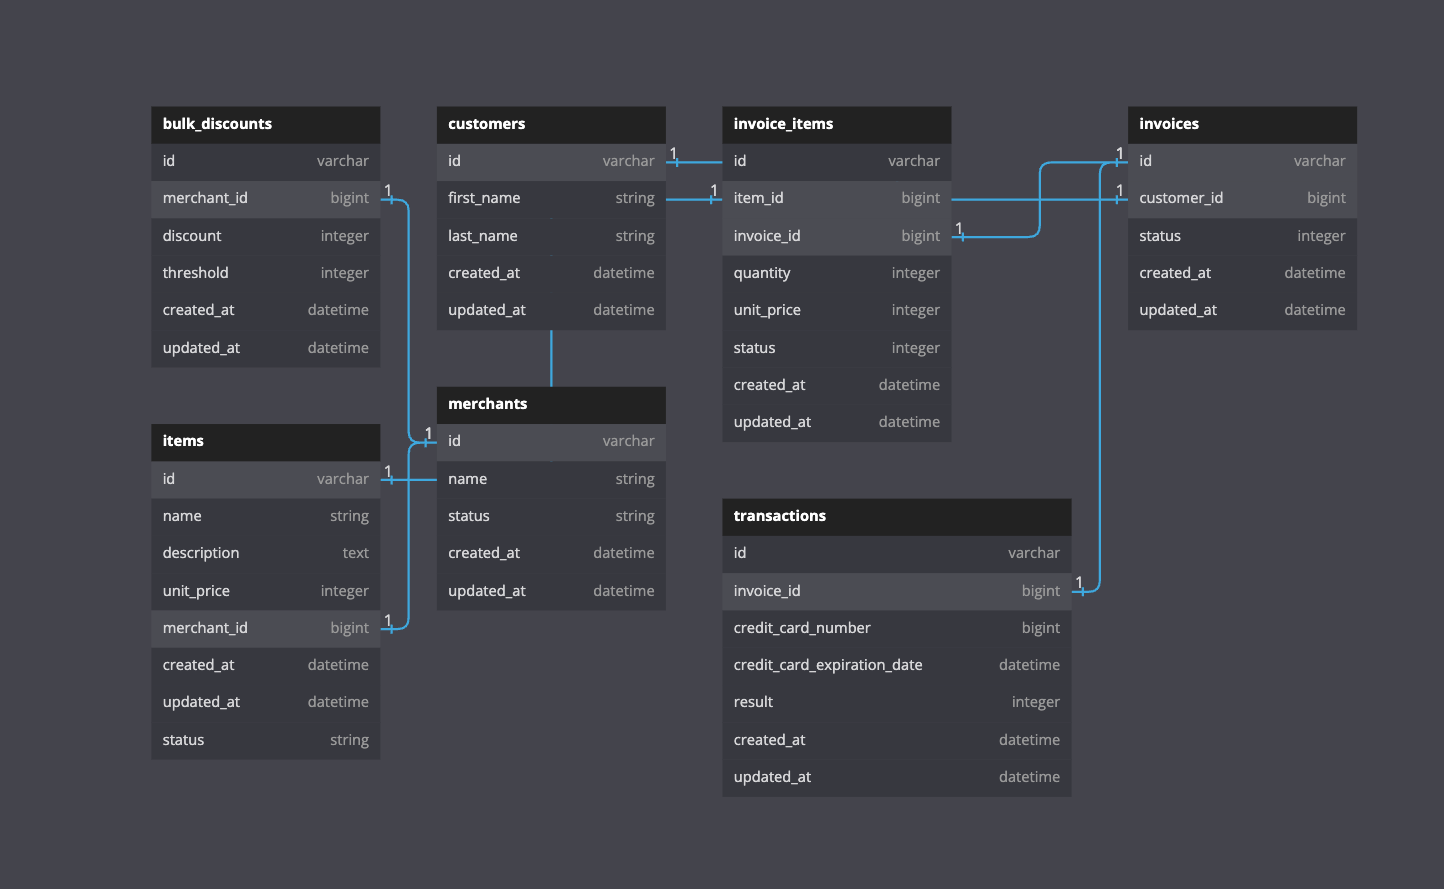 bulk_discounts
id varchar
merchant_id bigint 1
discount integer
threshold integer
created_at datetime
updated_at datetime
customers
id varchar 1
first_name string
last_name string
created_at datetime
updated_at datetime
invoice_items
id varchar
1 item_id bigint
invoice_id bigint 1
quantity integer
unit_price integer
status integer
created_at datetime
updated_at datetime
invoices
1 id varchar
1 customer_id bigint
status integer
created_at datetime
updated_at datetime
items
id varchar 1
name string
description text
unit_price integer
merchant_id bigint 1
created_at datetime
updated_at datetime
status string
merchants
1 id varchar
name string
status string
created_at datetime
updated_at datetime
transactions
id varchar
invoice_id bigint 1
credit_card_number bigint
credit_card_expiration_date datetime
result integer
created_at datetime
updated_at datetime